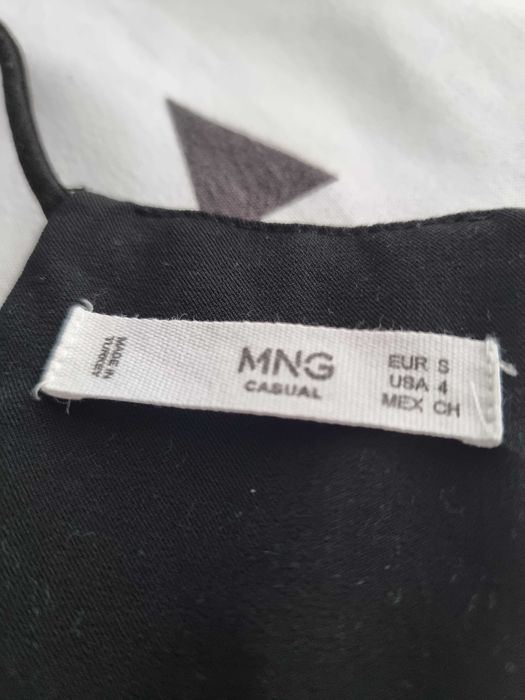 MADE IN
TURKEY
MNG
CASUAL
EUR S
USA 4
MEX CH